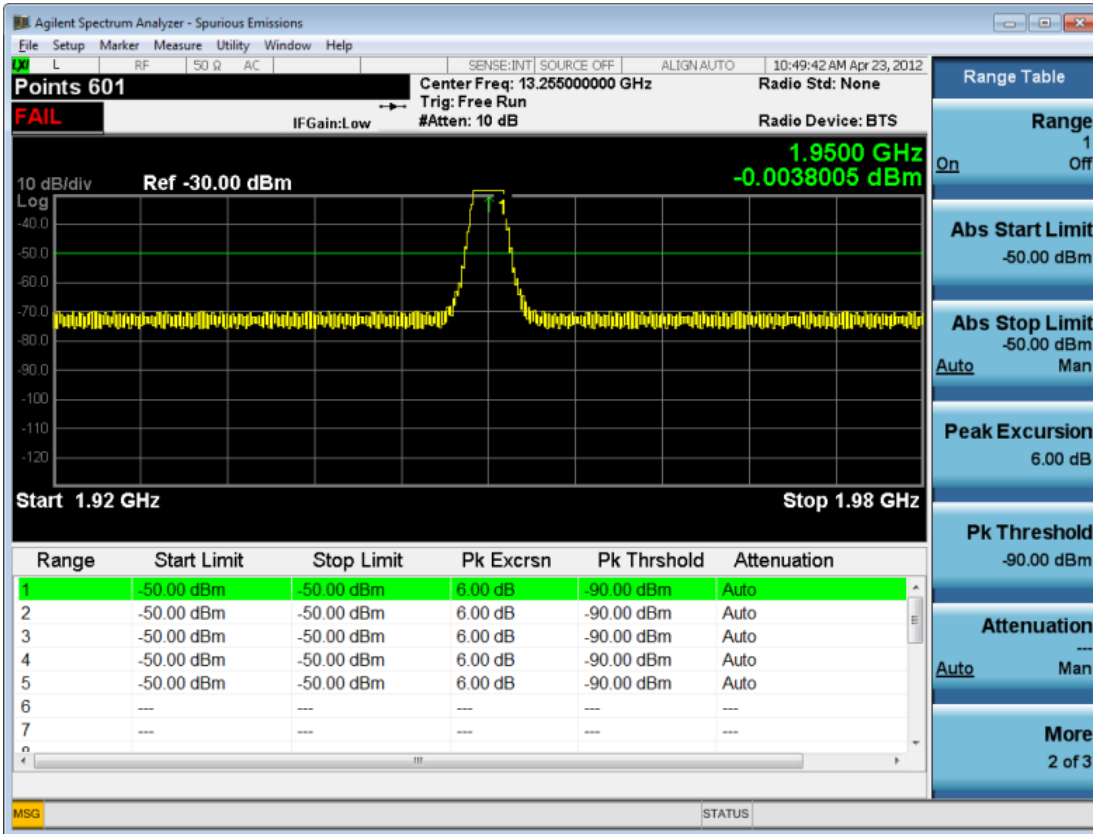 Agilent Spectrum Analyzer - Spurious Emissions
File Setup Marker Measure Utility Window Help
LXI L RF 50 Ω AC SENSE:INT SOURCE OFF ALIGN AUTO 10:49:42 AM Apr 23, 2012
Points 601
Center Freq: 13.255000000 GHz
Radio Std: None
Trig: Free Run
FAIL
IFGain:Low
#Atten: 10 dB
Radio Device: BTS
1.9500 GHz
-0.0038005 dBm
10 dB/div
Ref -30.00 dBm
Log
1
-40.0
-50.0
-60.0
-70.0
-80.0
-90.0
-100
-110
-120
Start 1.92 GHz
Stop 1.98 GHz
Range Start Limit Stop Limit Pk Excrsn Pk Thrshold Attenuation
1 -50.00 dBm -50.00 dBm 6.00 dB -90.00 dBm Auto
2 -50.00 dBm -50.00 dBm 6.00 dB -90.00 dBm Auto
3 -50.00 dBm -50.00 dBm 6.00 dB -90.00 dBm Auto
4 -50.00 dBm -50.00 dBm 6.00 dB -90.00 dBm Auto
5 -50.00 dBm -50.00 dBm 6.00 dB -90.00 dBm Auto
6 --- --- --- --- ---
7 --- --- --- --- ---
MSG
STATUS
Range Table
Range
1
On Off
Abs Start Limit
-50.00 dBm
Abs Stop Limit
-50.00 dBm
Auto Man
Peak Excursion
6.00 dB
Pk Threshold
-90.00 dBm
Attenuation
---
Auto Man
More
2 of 3